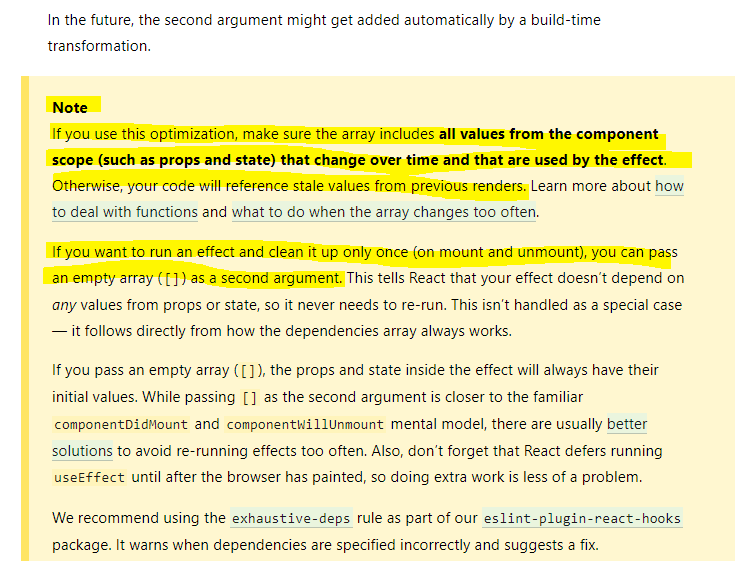 In the future, the second argument might get added automatically by a build-time
transformation.
Note
If you use this optimization, make sure the array includes all values from the component
scope (such as props and state) that change over time and that are used by the effect.
Otherwise, your code will reference stale values from previous renders. Learn more about how
to deal with functions and what to do when the array changes too often.
If you want to run an effect and clean it up only once (on mount and unmount), you can pass
an empty array ([]) as a second argument. This tells React that your effect doesn’t depend on
any values from props or state, so it never needs to re-run. This isn’t handled as a special case
— it follows directly from how the dependencies array always works.
If you pass an empty array ([]), the props and state inside the effect will always have their
initial values. While passing [] as the second argument is closer to the familiar
componentDidMount and componentWillUnmount mental model, there are usually better
solutions to avoid re-running effects too often. Also, don’t forget that React defers running
useEffect until after the browser has painted, so doing extra work is less of a problem.
We recommend using the exhaustive-deps rule as part of our eslint-plugin-react-hooks
package. It warns when dependencies are specified incorrectly and suggests a fix.